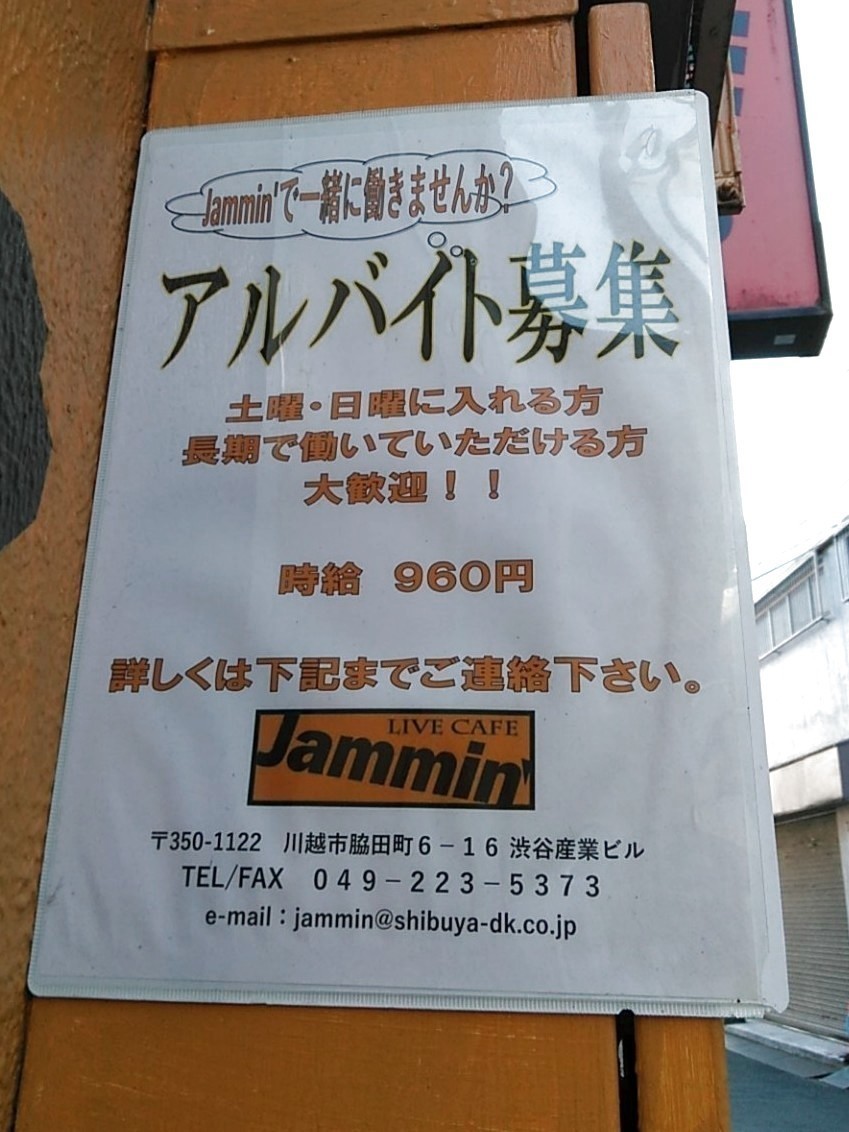 Jammin'で一緒に働きませんか？
アルバイト募集
土曜・日曜に入れる方
長期で働いていただける方
大歓迎！！
時給　960円
詳しくは下記までご連絡下さい。
LIVE CAFE
Jammin'
〒350-1122　川越市脇田町６－１６ 渋谷産業ビル
TEL/FAX　０４９－２２３－５３７３
e-mail：jammin@shibuya-dk.co.jp